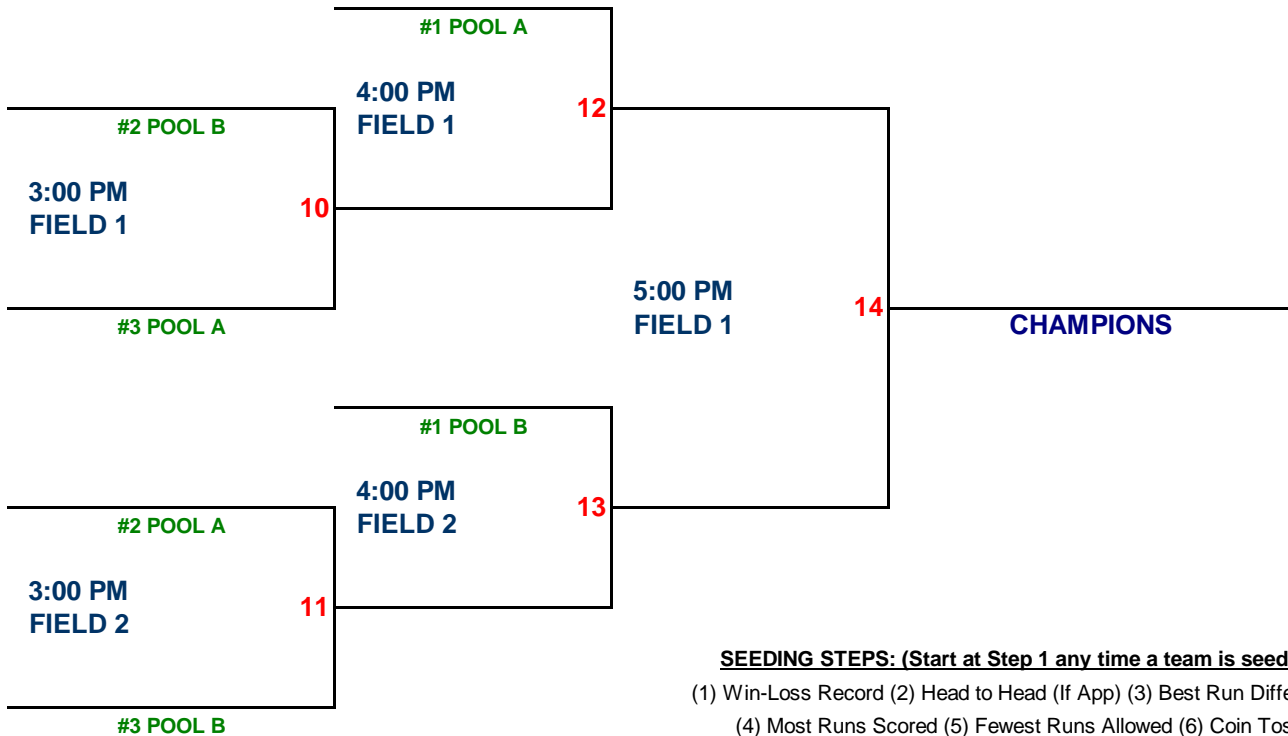 #1 POOL A
4:00 PM
FIELD 1
12
#2 POOL B
3:00 PM
FIELD 1
10
#3 POOL A
5:00 PM
FIELD 1
14
CHAMPIONS
#1 POOL B
4:00 PM
FIELD 2
13
#2 POOL A
3:00 PM
FIELD 2
11
#3 POOL B
SEEDING STEPS: (Start at Step 1 any time a team is
(1) Win-Loss Record (2) Head to Head (If App) (3) Best Run
(4) Most Runs Scored (5) Fewest Runs Allowed (6) Coin